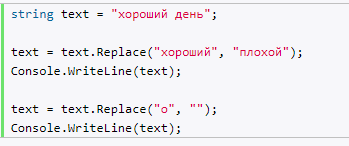 string text = "хороший день";
text = text.Replace("хороший", "плохой");
Console.WriteLine(text);
text = text.Replace("о", "");
Console.WriteLine(text);